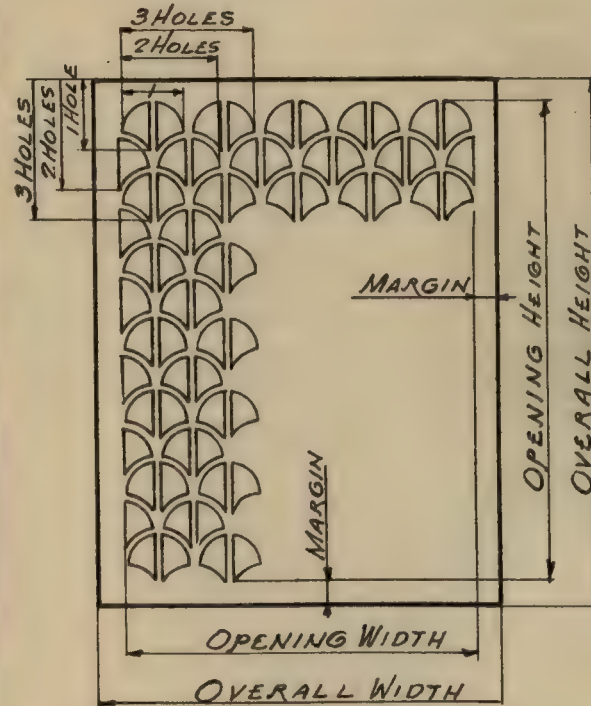 3 HOLES
2 HOLES
1
1 HOLE
2 HOLES
3 HOLES
MARGIN
OPENING HEIGHT
OVERALL HEIGHT
MARGIN
OPENING WIDTH
OVERALL WIDTH